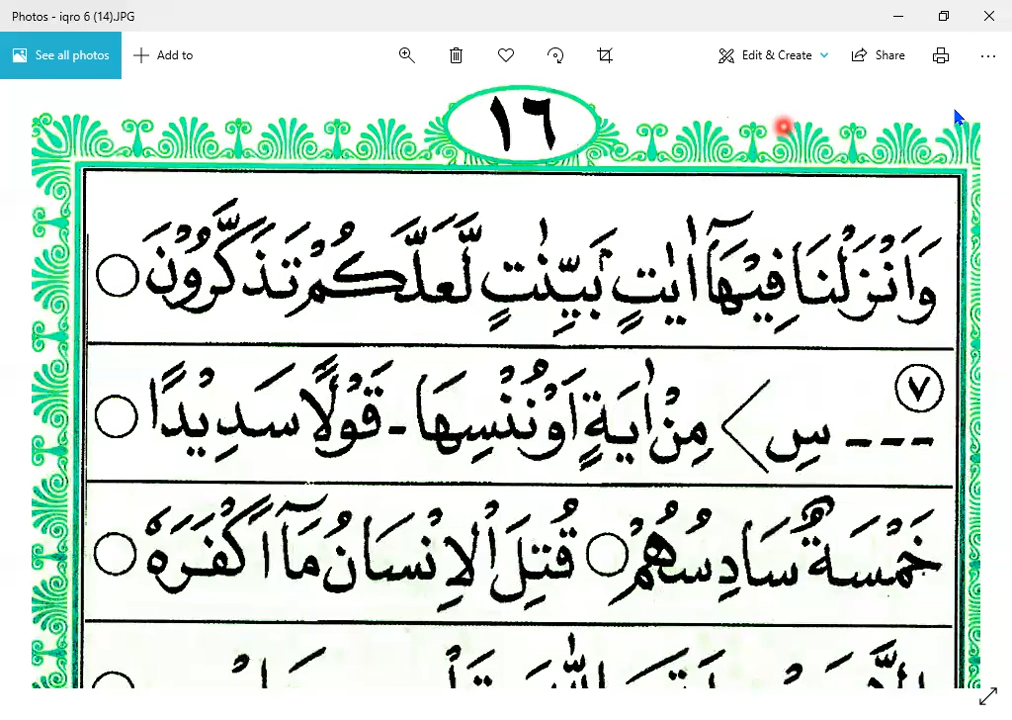 Photos - iqro 6 (14).JPG
See all photos
Add to
Edit & Create
Share
١٦
وَاَنْزَلْنَا فِيْهَآ اٰيٰتٍ ۢ بَيِّنٰتٍ لَّعَلَّكُمْ تَذَكَّرُوْنَ
٧
--- سِ > مِنْ اٰيَةٍ اَوْ نُنْسِهَا - قَوْلًا سَدِيْدًا
خَمْسَةٌ سَادِسُهُمْ قُتِلَ الْاِنْسَانُ مَآ اَكْفَرَهٗ